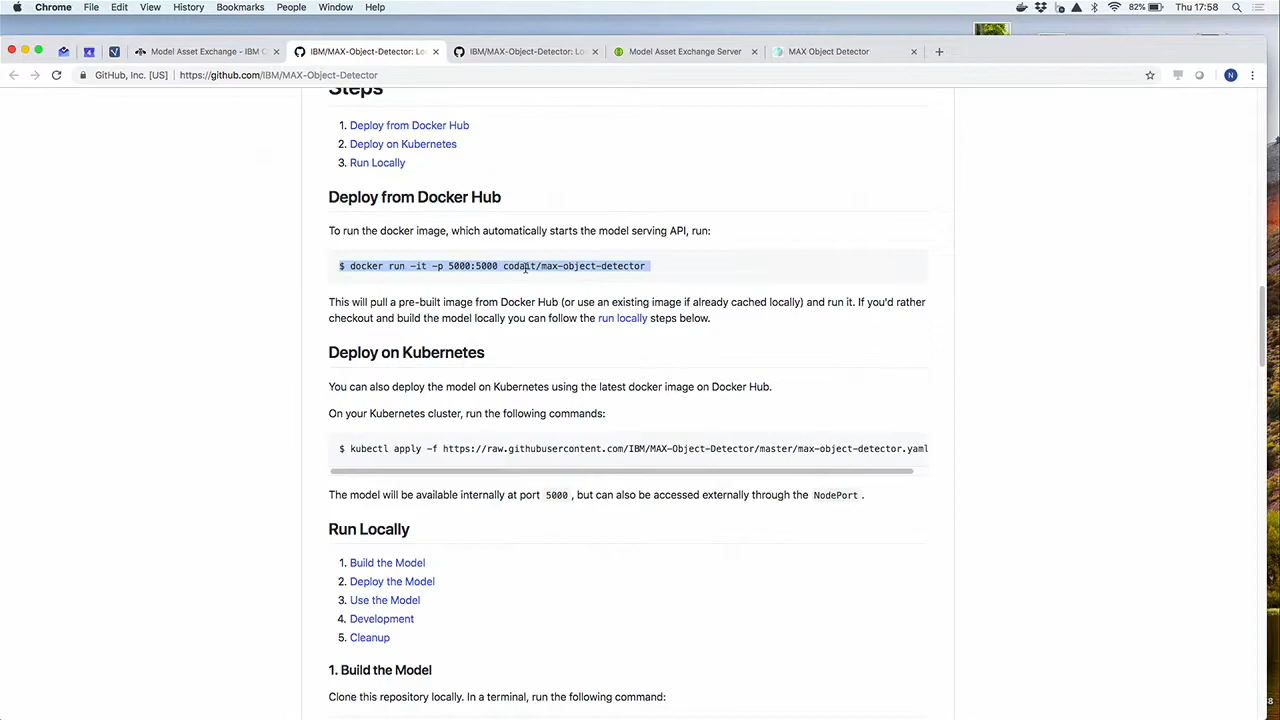 Chrome File Edit View History Bookmarks People Window Help 82% Thu 17:58
Model Asset Exchange - IBM C
IBM/MAX-Object-Detector: Lo
IBM/MAX-Object-Detector: Lo
Model Asset Exchange Server
MAX Object Detector
GitHub, Inc. [US] https://github.com/IBM/MAX-Object-Detector N
Steps
1. Deploy from Docker Hub
2. Deploy on Kubernetes
3. Run Locally
Deploy from Docker Hub
To run the docker image, which automatically starts the model serving API, run:
$ docker run -it -p 5000:5000 codait/max-object-detector
This will pull a pre-built image from Docker Hub (or use an existing image if already cached locally) and run it. If you'd rather
checkout and build the model locally you can follow the run locally steps below.
Deploy on Kubernetes
You can also deploy the model on Kubernetes using the latest docker image on Docker Hub.
On your Kubernetes cluster, run the following commands:
$ kubectl apply -f https://raw.githubusercontent.com/IBM/MAX-Object-Detector/master/max-object-detector.yaml
The model will be available internally at port 5000, but can also be accessed externally through the NodePort.
Run Locally
1. Build the Model
2. Deploy the Model
3. Use the Model
4. Development
5. Cleanup
1. Build the Model
Clone this repository locally. In a terminal, run the following command:
8